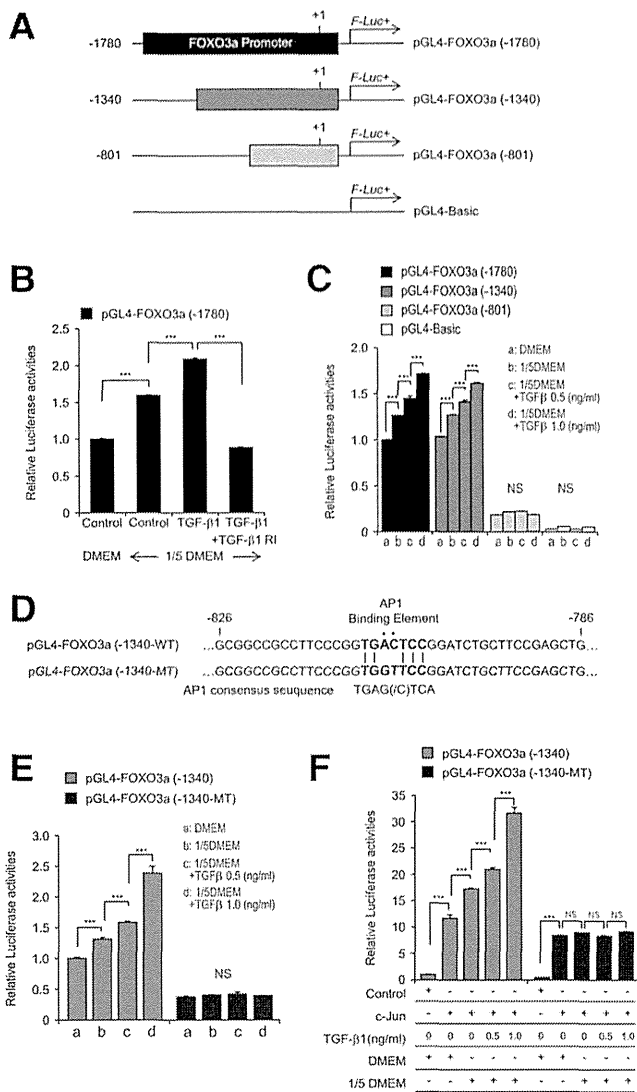 A
+1
F-Luc+
-1780
FOXO3a Promoter
pGL4-FOXO3a (-1780)
+1
F-Luc+
-1340
pGL4-FOXO3a (-1340)
+1
F-Luc+
-801
pGL4-FOXO3a (-801)
F-Luc+
pGL4-Basic
B
pGL4-FOXO3a (-1780)
Relative Luciferase activities
2.5
2.0
1.5
1.0
0.5
0
***
***
***
Control
Control
TGF-β1
TGF-β1
+TGF-β1 RI
DMEM
1/5 DMEM
C
pGL4-FOXO3a (-1780)
pGL4-FOXO3a (-1340)
pGL4-FOXO3a (-801)
pGL4-Basic
Relative Luciferase activities
2.0
1.5
1.0
0.5
0
a: DMEM
b: 1/5DMEM
c: 1/5DMEM
+TGFβ 0.5 (ng/ml)
d: 1/5DMEM
+TGFβ 1.0 (ng/ml)
***
***
***
***
***
***
NS
NS
a b c d
a b c d
a b c d
a b c d
D
AP1
Binding Element
-826
-786
pGL4-FOXO3a (-1340-WT)
...GCGGCCGCCTTCCCGGTGACTCCGGATCTGCTTCCGAGCTG...
pGL4-FOXO3a (-1340-MT)
...GCGGCCGCCTTCCCGGTGGTTCCGGATCTGCTTCCGAGCTG...
AP1 consensus seuquence
TGAG(/C)TCA
E
pGL4-FOXO3a (-1340)
pGL4-FOXO3a (-1340-MT)
Relative Luciferase activities
3.0
2.5
2.0
1.5
1.0
0.5
0.0
a: DMEM
b: 1/5DMEM
c: 1/5DMEM
+TGFβ 0.5 (ng/ml)
d: 1/5DMEM
+TGFβ 1.0 (ng/ml)
***
***
***
NS
a b c d
a b c d
F
pGL4-FOXO3a (-1340)
pGL4-FOXO3a (-1340-MT)
Relative Luciferase activities
35
30
25
20
15
10
5
0
***
***
***
***
***
NS
NS
NS
Control + - - - - + - - - -
c-Jun - + + + + - + + + +
TGF-β1(ng/ml) 0 0 0 0.5 1.0 0 0 0 0.5 1.0
DMEM + + - - - + + - - -
1/5 DMEM - - + + + - - + + +